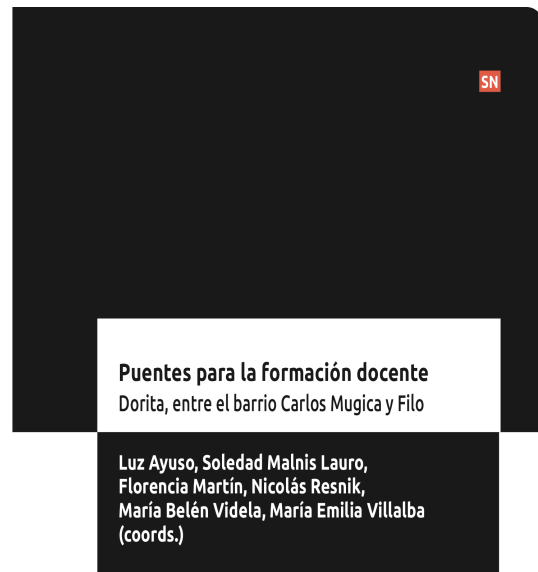 SN
Puentes para la formación docente
Dorita, entre el barrio Carlos Mugica y Filo
Luz Ayuso, Soledad Malnis Lauro,
Florencia Martín, Nicolás Resnik,
María Belén Videla, María Emilia Villalba
(coords.)